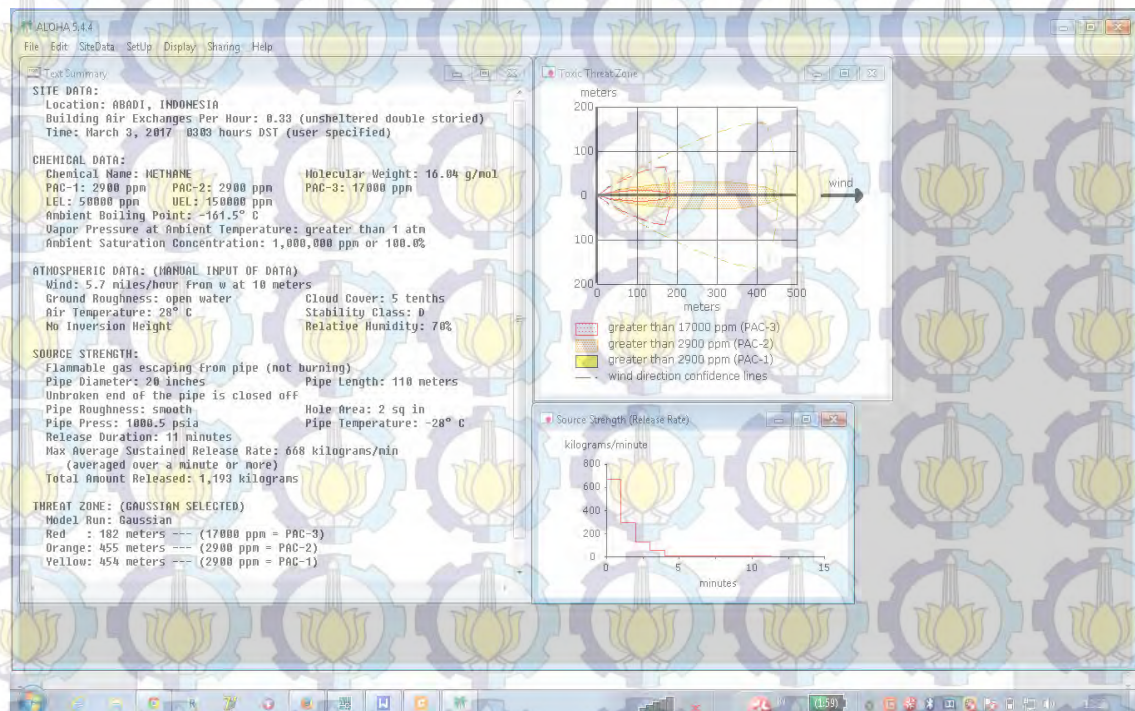 ALOHA 5.4.4
File Edit SiteData SetUp Display Sharing Help
Text Summary
SITE DATA:
Location: ABADI, INDONESIA
Building Air Exchanges Per Hour: 0.33 (unsheltered double storied)
Time: March 3, 2017 0303 hours DST (user specified)
CHEMICAL DATA:
Chemical Name: METHANE Molecular Weight: 16.04 g/mol
PAC-1: 2900 ppm PAC-2: 2900 ppm PAC-3: 17000 ppm
LEL: 50000 ppm UEL: 150000 ppm
Ambient Boiling Point: -161.5° C
Vapor Pressure at Ambient Temperature: greater than 1 atm
Ambient Saturation Concentration: 1,000,000 ppm or 100.0%
ATMOSPHERIC DATA: (MANUAL INPUT OF DATA)
Wind: 5.7 miles/hour from w at 10 meters
Ground Roughness: open water Cloud Cover: 5 tenths
Air Temperature: 28° C Stability Class: D
No Inversion Height Relative Humidity: 70%
SOURCE STRENGTH:
Flammable gas escaping from pipe (not burning)
Pipe Diameter: 20 inches Pipe Length: 110 meters
Unbroken end of the pipe is closed off
Pipe Roughness: smooth Hole Area: 2 sq in
Pipe Press: 1000.5 psia Pipe Temperature: -28° C
Release Duration: 11 minutes
Max Average Sustained Release Rate: 668 kilograms/min
(averaged over a minute or more)
Total Amount Released: 1,193 kilograms
THREAT ZONE: (GAUSSIAN SELECTED)
Model Run: Gaussian
Red : 182 meters --- (17000 ppm = PAC-3)
Orange: 455 meters --- (2900 ppm = PAC-2)
Yellow: 454 meters --- (2900 ppm = PAC-1)
Toxic Threat Zone
meters
200
100
0
100
200
wind
0 100 200 300 400 500
meters
greater than 17000 ppm (PAC-3)
greater than 2900 ppm (PAC-2)
greater than 2900 ppm (PAC-1)
wind direction confidence lines
Source Strength (Release Rate)
kilograms/minute
800
600
400
200
0
0 5 10 15
minutes
(1:59)